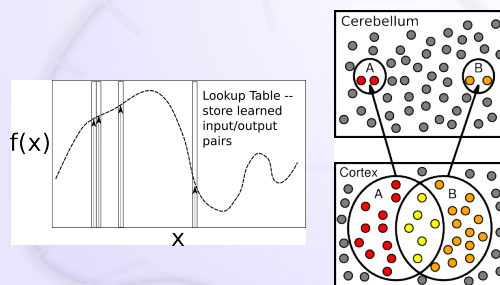 f(x)
Lookup Table --
store learned
input/output
pairs
x
Cerebellum
A
B
Cortex
A
B